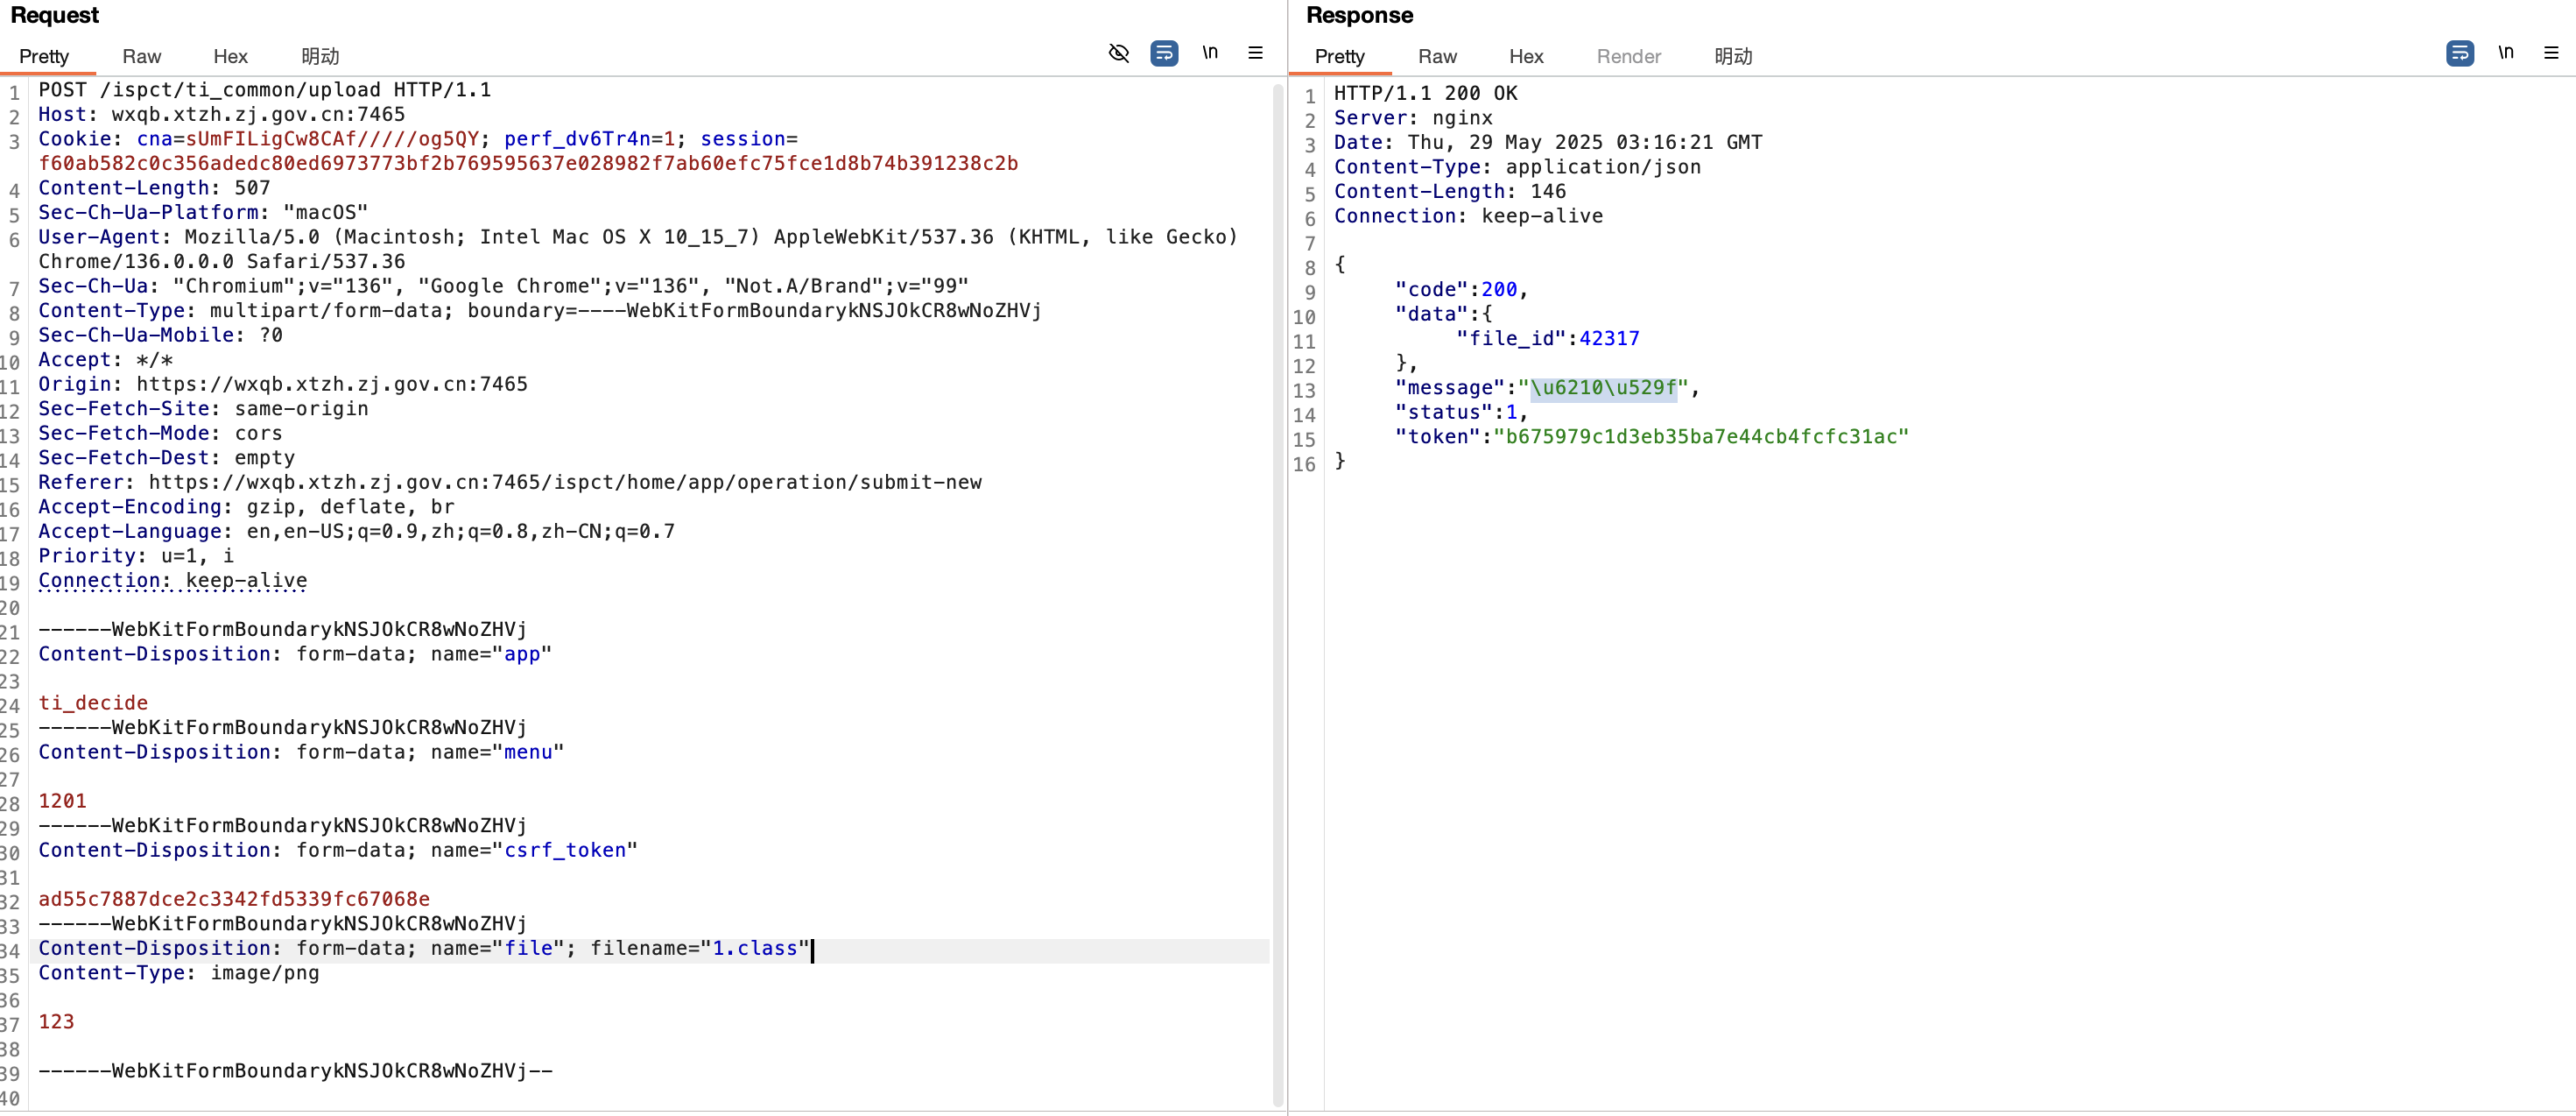 Request
Pretty Raw Hex 明动 \n
1 POST /ispct/ti_common/upload HTTP/1.1
2 Host: wxqb.xtzh.zj.gov.cn:7465
3 Cookie: cna=sUmFILigCw8CAf/////og5QY; perf_dv6Tr4n=1; session=
f60ab582c0c356adedc80ed6973773bf2b769595637e028982f7ab60efc75fce1d8b74b391238c2b
4 Content-Length: 507
5 Sec-Ch-Ua-Platform: "macOS"
6 User-Agent: Mozilla/5.0 (Macintosh; Intel Mac OS X 10_15_7) AppleWebKit/537.36 (KHTML, like Gecko)
Chrome/136.0.0.0 Safari/537.36
7 Sec-Ch-Ua: "Chromium";v="136", "Google Chrome";v="136", "Not.A/Brand";v="99"
8 Content-Type: multipart/form-data; boundary=----WebKitFormBoundarykNSJOkCR8wNoZHVj
9 Sec-Ch-Ua-Mobile: ?0
10 Accept: */*
11 Origin: https://wxqb.xtzh.zj.gov.cn:7465
12 Sec-Fetch-Site: same-origin
13 Sec-Fetch-Mode: cors
14 Sec-Fetch-Dest: empty
15 Referer: https://wxqb.xtzh.zj.gov.cn:7465/ispct/home/app/operation/submit-new
16 Accept-Encoding: gzip, deflate, br
17 Accept-Language: en,en-US;q=0.9,zh;q=0.8,zh-CN;q=0.7
18 Priority: u=1, i
19 Connection: keep-alive
20
21 ------WebKitFormBoundarykNSJOkCR8wNoZHVj
22 Content-Disposition: form-data; name="app"
23
24 ti_decide
25 ------WebKitFormBoundarykNSJOkCR8wNoZHVj
26 Content-Disposition: form-data; name="menu"
27
28 1201
29 ------WebKitFormBoundarykNSJOkCR8wNoZHVj
30 Content-Disposition: form-data; name="csrf_token"
31
32 ad55c7887dce2c3342fd5339fc67068e
33 ------WebKitFormBoundarykNSJOkCR8wNoZHVj
34 Content-Disposition: form-data; name="file"; filename="1.class"
35 Content-Type: image/png
36
37 123
38
39 ------WebKitFormBoundarykNSJOkCR8wNoZHVj--
40
Response
Pretty Raw Hex Render 明动 \n
1 HTTP/1.1 200 OK
2 Server: nginx
3 Date: Thu, 29 May 2025 03:16:21 GMT
4 Content-Type: application/json
5 Content-Length: 146
6 Connection: keep-alive
7
8 {
9 "code":200,
10 "data":{
11 "file_id":42317
12 },
13 "message":"\u6210\u529f",
14 "status":1,
15 "token":"b675979c1d3eb35ba7e44cb4fcfc31ac"
16 }